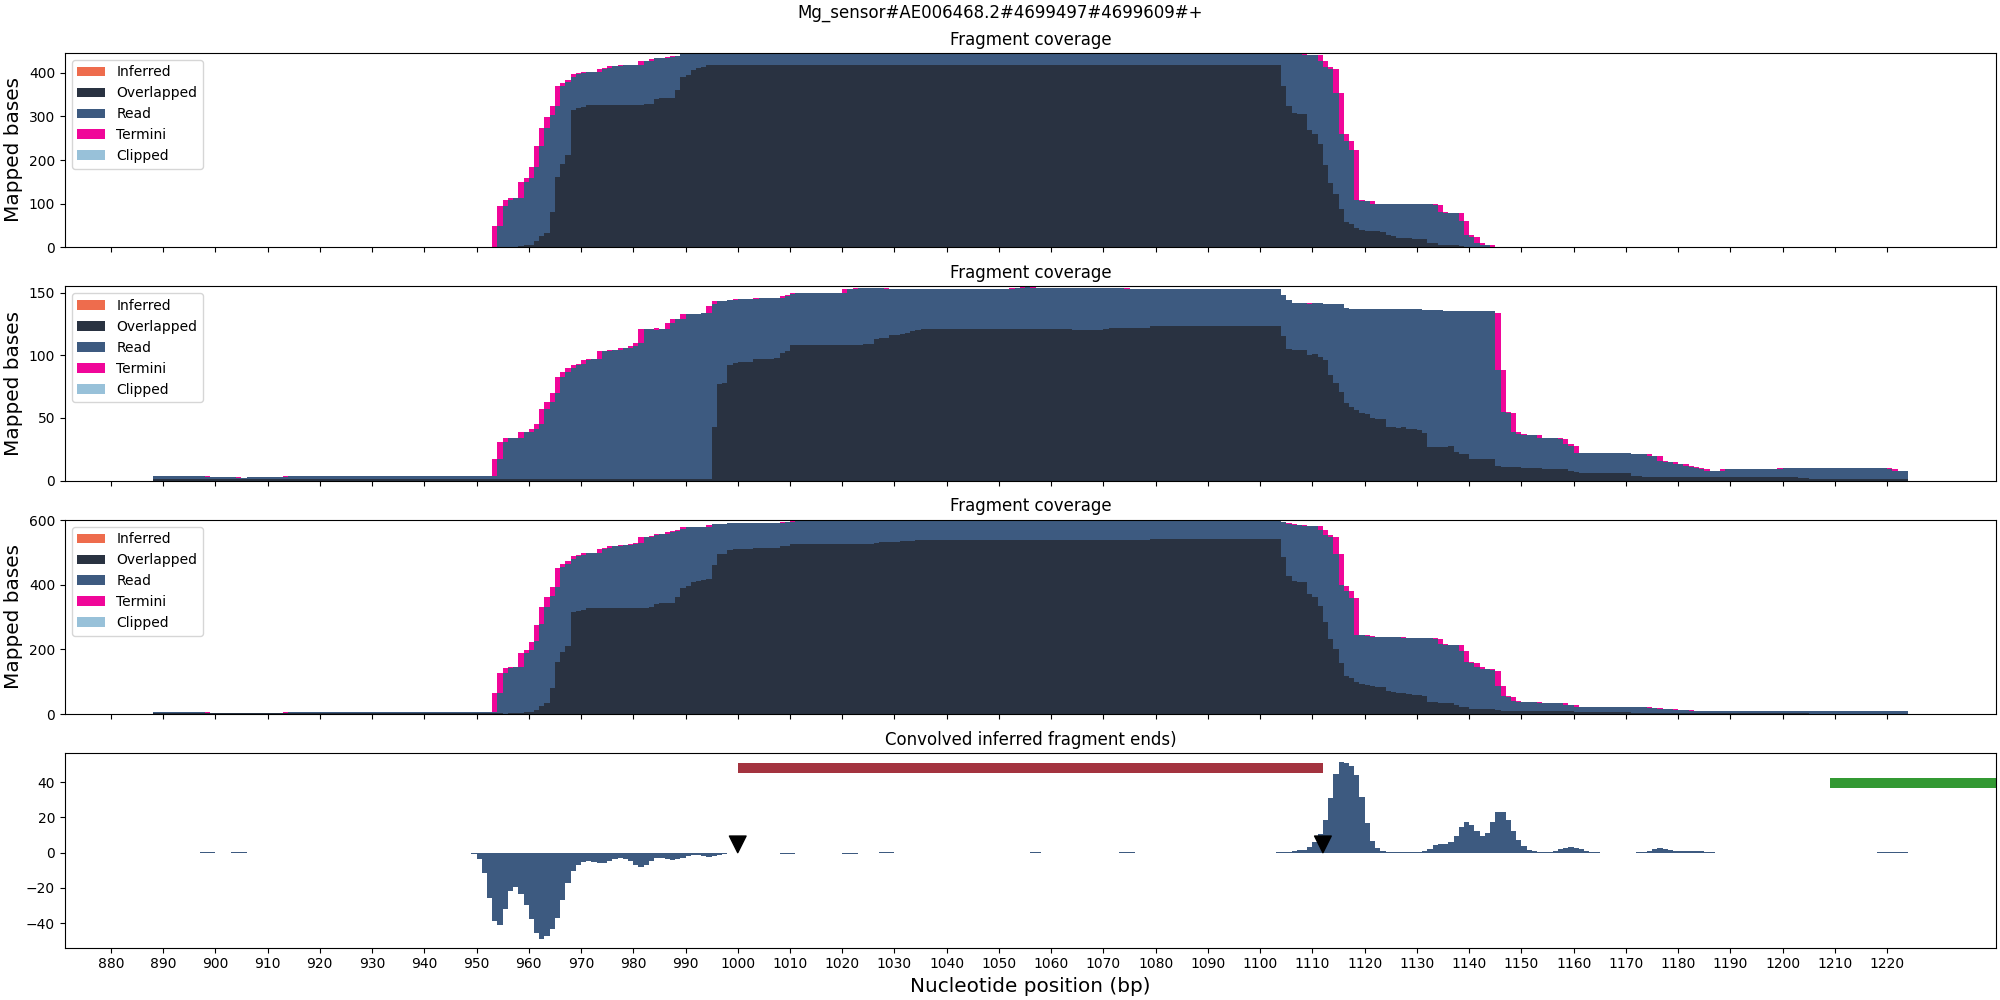 Mg_sensor#AE006468.2#4699497#4699609#+
Fragment coverage
Mapped bases
400
300
200
100
0
Inferred
Overlapped
Read
Termini
Clipped
Fragment coverage
Mapped bases
150
100
50
0
Inferred
Overlapped
Read
Termini
Clipped
Fragment coverage
Mapped bases
600
400
200
0
Inferred
Overlapped
Read
Termini
Clipped
Convolved inferred fragment ends)
40
20
0
−20
−40
880 890 900 910 920 930 940 950 960 970 980 990 1000 1010 1020 1030 1040 1050 1060 1070 1080 1090 1100 1110 1120 1130 1140 1150 1160 1170 1180 1190 1200 1210 1220
Nucleotide position (bp)